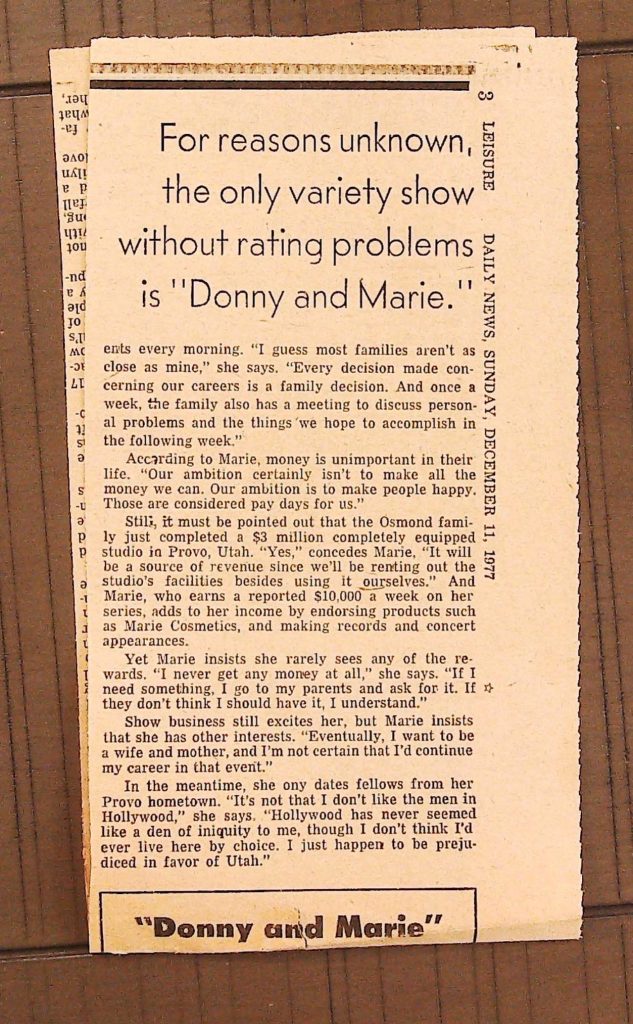 For reasons unknown,
the only variety show
without rating problems
is "Donny and Marie."
ents every morning. "I guess most families aren't as
close as mine," she says. "Every decision made con-
cerning our careers is a family decision. And once a
week, the family also has a meeting to discuss person-
al problems and the things we hope to accomplish in
the following week."
According to Marie, money is unimportant in their
life. "Our ambition certainly isn't to make all the
money we can. Our ambition is to make people happy.
Those are considered pay days for us."
Still, it must be pointed out that the Osmond fami-
ly just completed a $3 million completely equipped
studio in Provo, Utah. "Yes," concedes Marie, "It will
be a source of revenue since we'll be renting out the
studio's facilities besides using it ourselves." And
Marie, who earns a reported $10,000 a week on her
series, adds to her income by endorsing products such
as Marie Cosmetics, and making records and concert
appearances.
Yet Marie insists she rarely sees any of the re-
wards. "I never get any money at all," she says. "If I
need something, I go to my parents and ask for it. If
they don't think I should have it, I understand."
Show business still excites her, but Marie insists
that she has other interests. "Eventually, I want to be
a wife and mother, and I'm not certain that I'd continue
my career in that event."
In the meantime, she ony dates fellows from her
Provo hometown. "It's not that I don't like the men in
Hollywood," she says. "Hollywood has never seemed
like a den of iniquity to me, though I don't think I'd
ever live here by choice. I just happen to be preju-
diced in favor of Utah."
"Donny and Marie"
3 LEISURE DAILY NEWS, SUNDAY, DECEMBER 11, 1977
her,
what
fa-
love
d a
fall
ong,
with
not
17